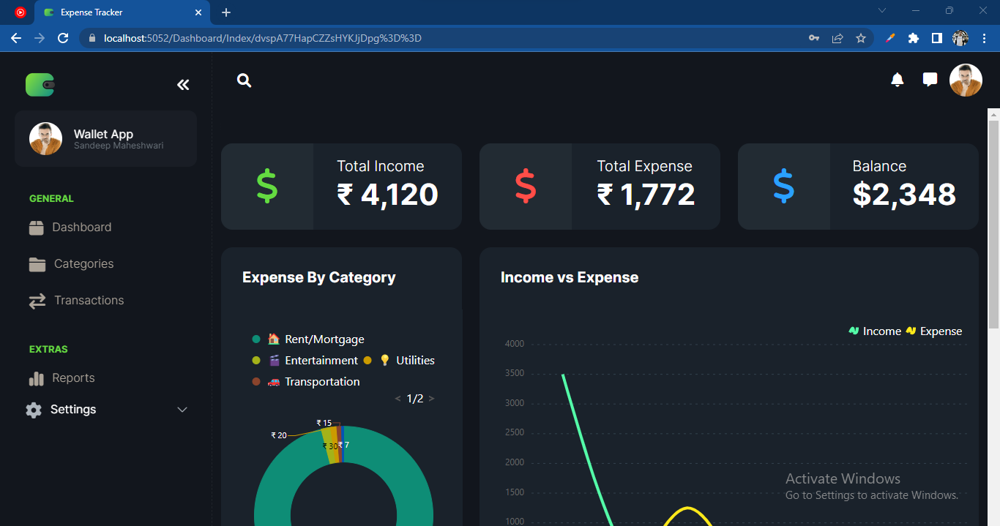 Expense Tracker
localhost:5052/Dashboard/Index/dvspA77HapCZZsHYKJjDpg%3D%3D
Wallet App
Sandeep Maheshwari
GENERAL
Dashboard
Categories
Transactions
EXTRAS
Reports
Settings
Total Income
₹ 4,120
Total Expense
₹ 1,772
Balance
$2,348
Expense By Category
Rent/Mortgage
Entertainment Utilities
Transportation
< 1/2 >
₹ 15
₹ 20
₹ 30 ₹ 7
Income vs Expense
Income Expense
4000
3500
3000
2500
2000
1500
1000
Activate Windows
Go to Settings to activate Windows.